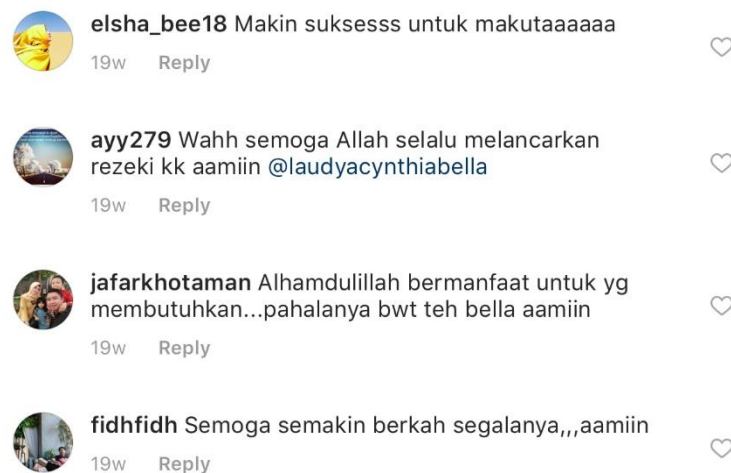 elsha_bee18 Makin suksesss untuk makutaaaaaa
19w Reply
ayy279 Wahh semoga Allah selalu melancarkan
rezeki kk aamiin @laudyacynthiabella
19w Reply
jafarkhotaman Alhamdulillah bermanfaat untuk yg
membutuhkan...pahalanya bwt teh bella aamiin
19w Reply
fidhfidh Semoga semakin berkah segalanya,,,aamiin
19w Reply